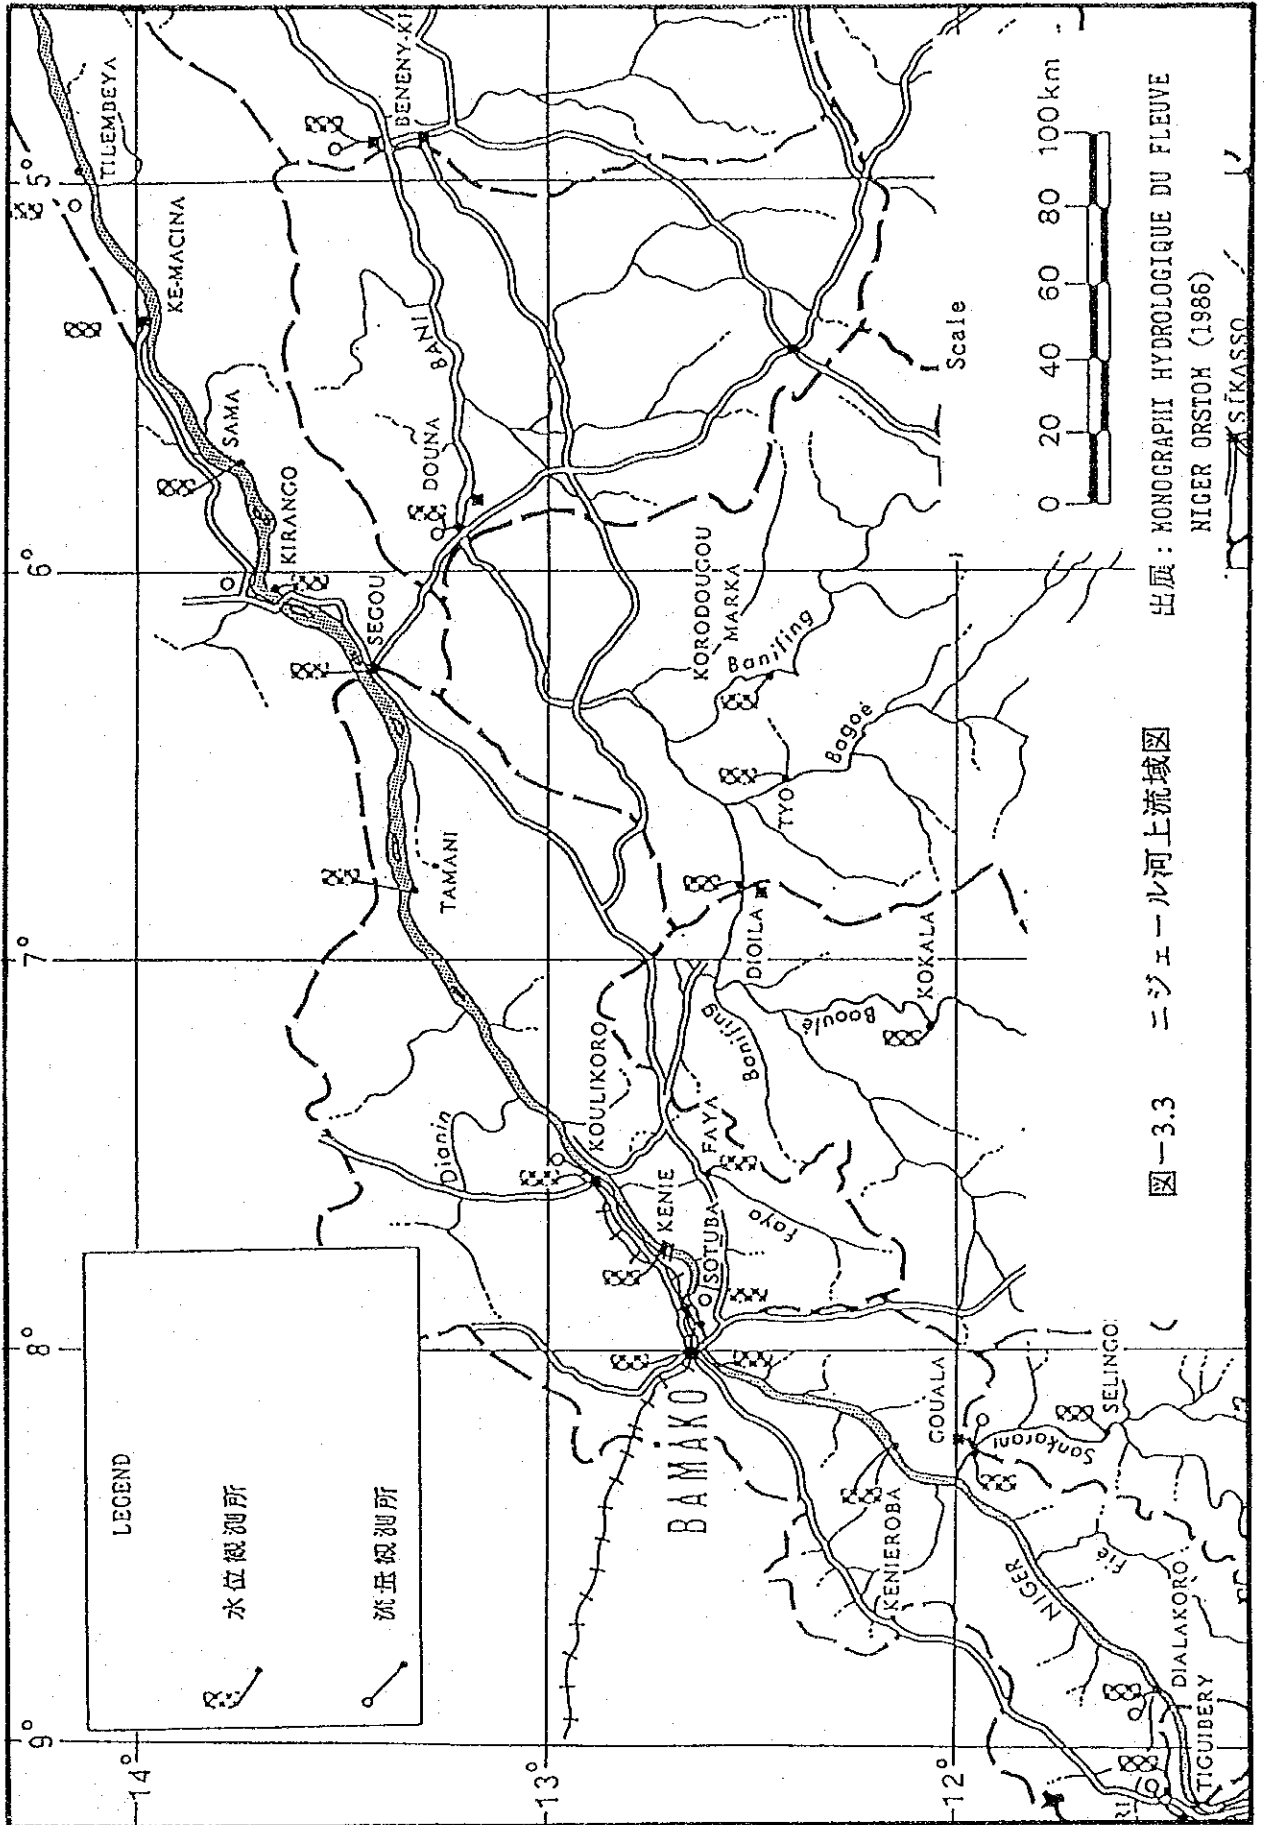 9°
8°
7°
6°
5°
14°
13°
12°
LEGEND
水位観測所
流量観測所
TILEMBEYA
KE-MACINA
SAMA
KIRANGO
SEGOU
TAMANI
BENENY-KE
BANI
DOUNA
Dianin
KOULIKORO
KENIE
SOTUBA
FAYA
Faya
BAMAKO
Banifing
DIOILA
Baoulé
KOKALA
KORODOUGOU
MARKA
Banifing
TYO
Bagoé
KENIEROBA
GOUALA
Sankarani
SELINGO
NIGER
Fié
DIALAKORO
TIGUIBERY
RI
SIKASSO
Scale
0 20 40 60 80 100km
図-3.3 ニジェール河上流域図
出展: MONOGRAPHI HYDROLOGIQUE DU FLEUVE
NIGER ORSTOM (1986)